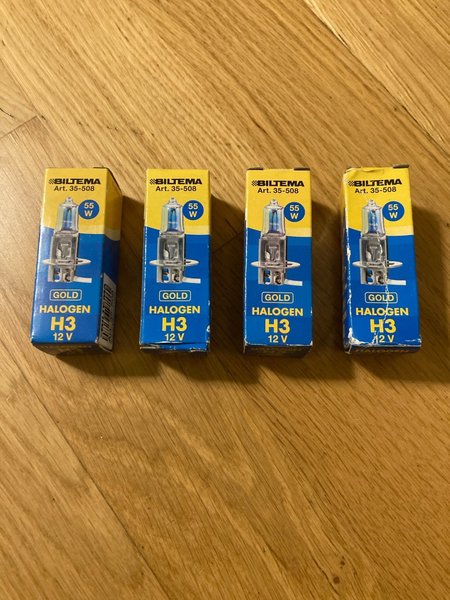 BILTEMA
Art. 35-508
55
W
GOLD
HALOGEN
H3
12 V
BILTEMA
Art. 35-508
55
W
GOLD
HALOGEN
H3
12 V
BILTEMA
Art. 35-508
55
W
GOLD
HALOGEN
H3
12 V
BILTEMA
Art. 35-508
55
W
GOLD
HALOGEN
H3
12 V